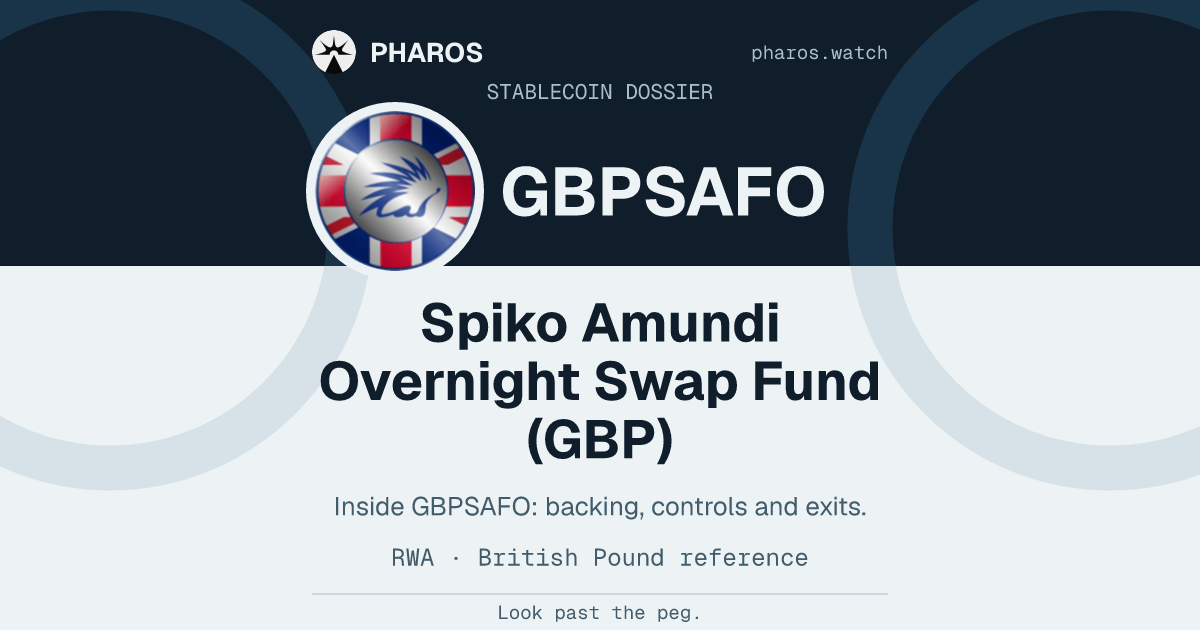 PHAROS
pharos.watch
STABLECOIN DOSSIER
GBPSAFO
Spiko Amundi
Overnight Swap Fund
(GBP)
Inside GBPSAFO: backing, controls and exits.
RWA · British Pound reference
Look past the peg.